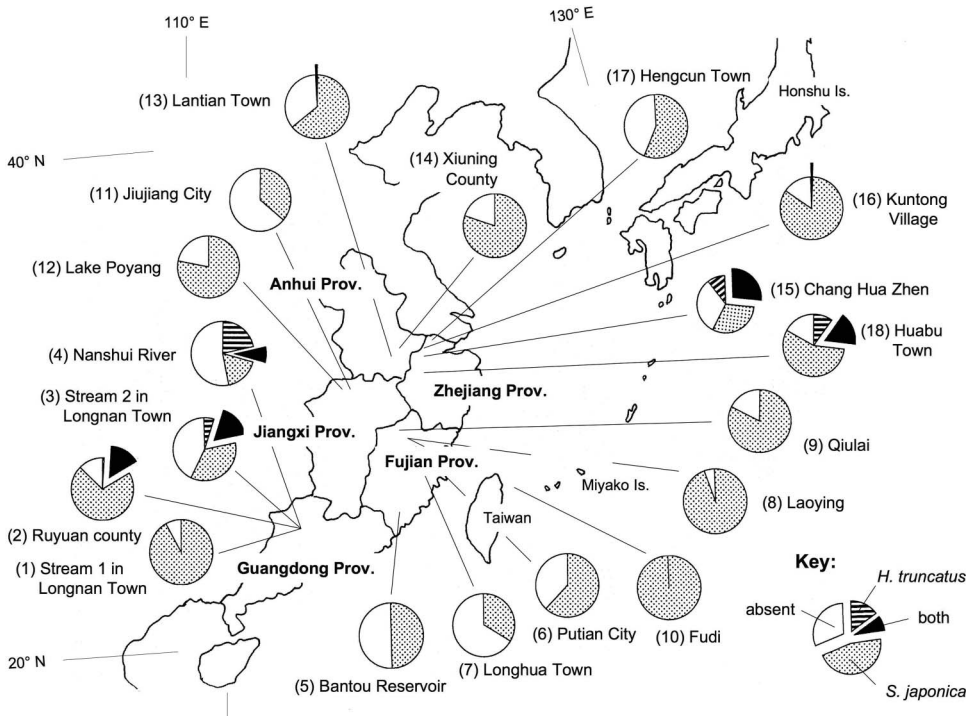 110° E
130° E
(17) Hengcun Town
(13) Lantian Town
Honshu Is.
40° N
(14) Xiuning
County
(11) Jiujiang City
(16) Kuntong
Village
(12) Lake Poyang
Anhui Prov.
(15) Chang Hua Zhen
(18) Huabu
Town
(4) Nanshui River
(3) Stream 2 in
Longnan Town
Zhejiang Prov.
Jiangxi Prov.
(9) Qiulai
Fujian Prov.
Miyako Is.
(8) Laoying
Taiwan
(2) Ruyuan county
(1) Stream 1 in
Longnan Town
Guangdong Prov.
Key:
H. trucatus
absent
both
(6) Putian City
(10) Fudi
20° N
(5) Bantou Reservoir
(7) Longhua Town
S. japonica